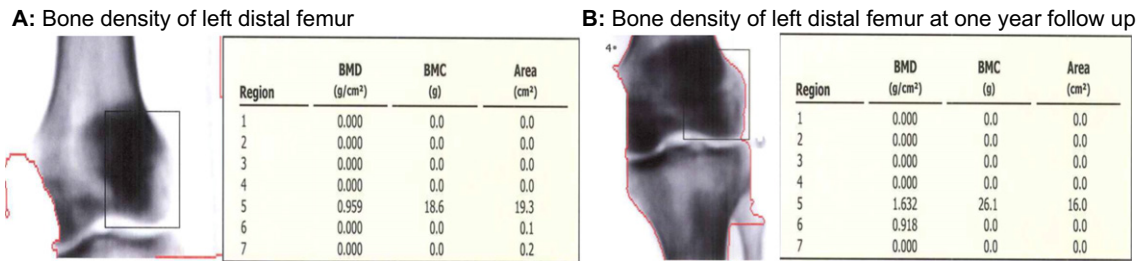 A: Bone density of left distal femur
Region BMD (g/cm²) BMC (g) Area (cm²)
1 0.000 0.0 0.0
2 0.000 0.0 0.0
3 0.000 0.0 0.0
4 0.000 0.0 0.0
5 0.959 18.6 19.3
6 0.000 0.0 0.1
7 0.000 0.0 0.2
B: Bone density of left distal femur at one year follow up
4*
Region BMD (g/cm²) BMC (g) Area (cm²)
1 0.000 0.0 0.0
2 0.000 0.0 0.0
3 0.000 0.0 0.0
4 0.000 0.0 0.0
5 1.632 26.1 16.0
6 0.918 0.0 0.0
7 0.000 0.0 0.0